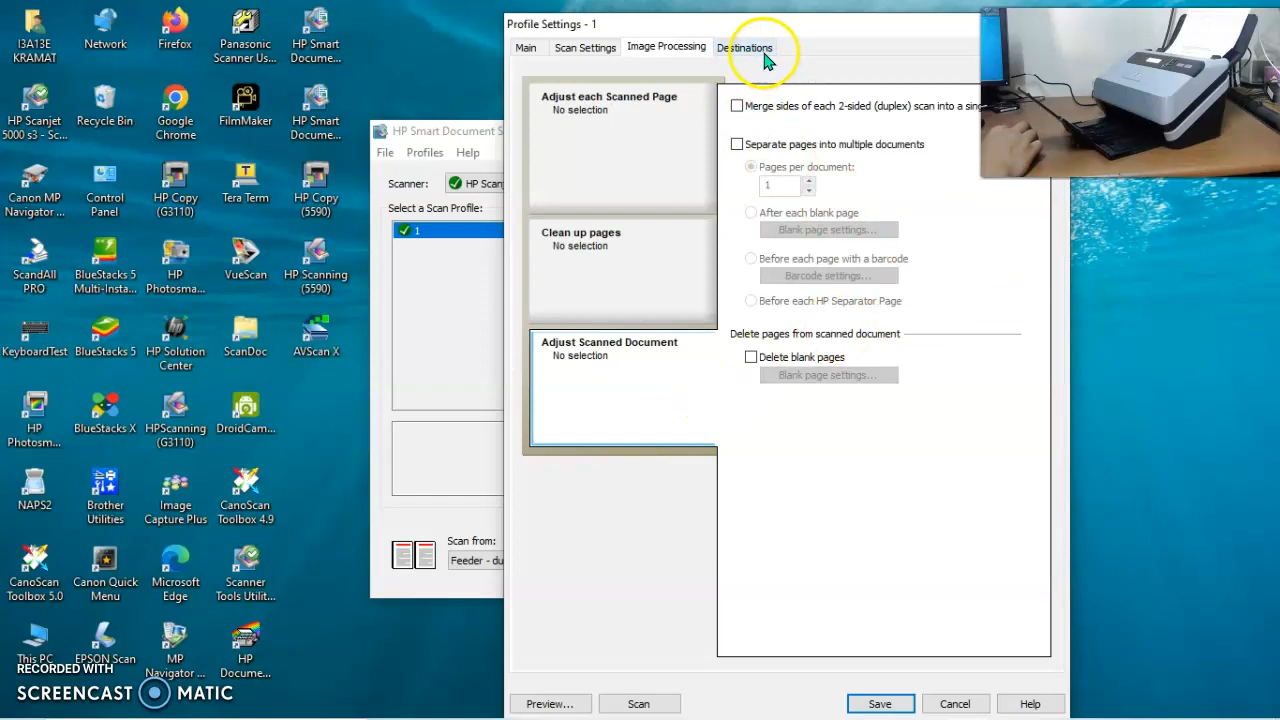 I3A13E
KRAMAT
Network
Firefox
Panasonic
Scanner Us...
HP Smart
Docume...
HP Scanjet
5000 s3 - Sc...
Recycle Bin
Google
Chrome
FilmMaker
HP Smart
Docume...
Canon MP
Navigator ...
Control
Panel
HP Copy
(G3110)
Tera Term
HP Copy
(5590)
ScandAll
PRO
BlueStacks 5
Multi-Insta...
HP
Photosma...
VueScan
HP Scanning
(5590)
KeyboardTest
BlueStacks 5
HP Solution
Center
ScanDoc
AVScan X
HP
Photosm...
BlueStacks X
HPScanning
(G3110)
DroidCam...
NAPS2
Brother
Utilities
Image
Capture Plus
CanoScan
Toolbox 4.9
CanoScan
Toolbox 5.0
Canon Quick
Menu
Microsoft
Edge
Scanner
Tools Utilit...
This PC
EPSON Scan
MP
Navigator ...
HP
Docume...
RECORDED WITH
SCREENCAST MATIC
HP Smart Document S
File Profiles Help
Scanner: HP Scan
Select a Scan Profile:
1
Scan from:
Feeder - du
Profile Settings - 1
Main Scan Settings Image Processing Destinations
Adjust each Scanned Page
No selection
Clean up pages
No selection
Adjust Scanned Document
No selection
Merge sides of each 2-sided (duplex) scan into a sin
Separate pages into multiple documents
Pages per document:
1
After each blank page
Blank page settings...
Before each page with a barcode
Barcode settings...
Before each HP Separator Page
Delete pages from scanned document
Delete blank pages
Blank page settings...
Preview... Scan Save Cancel Help